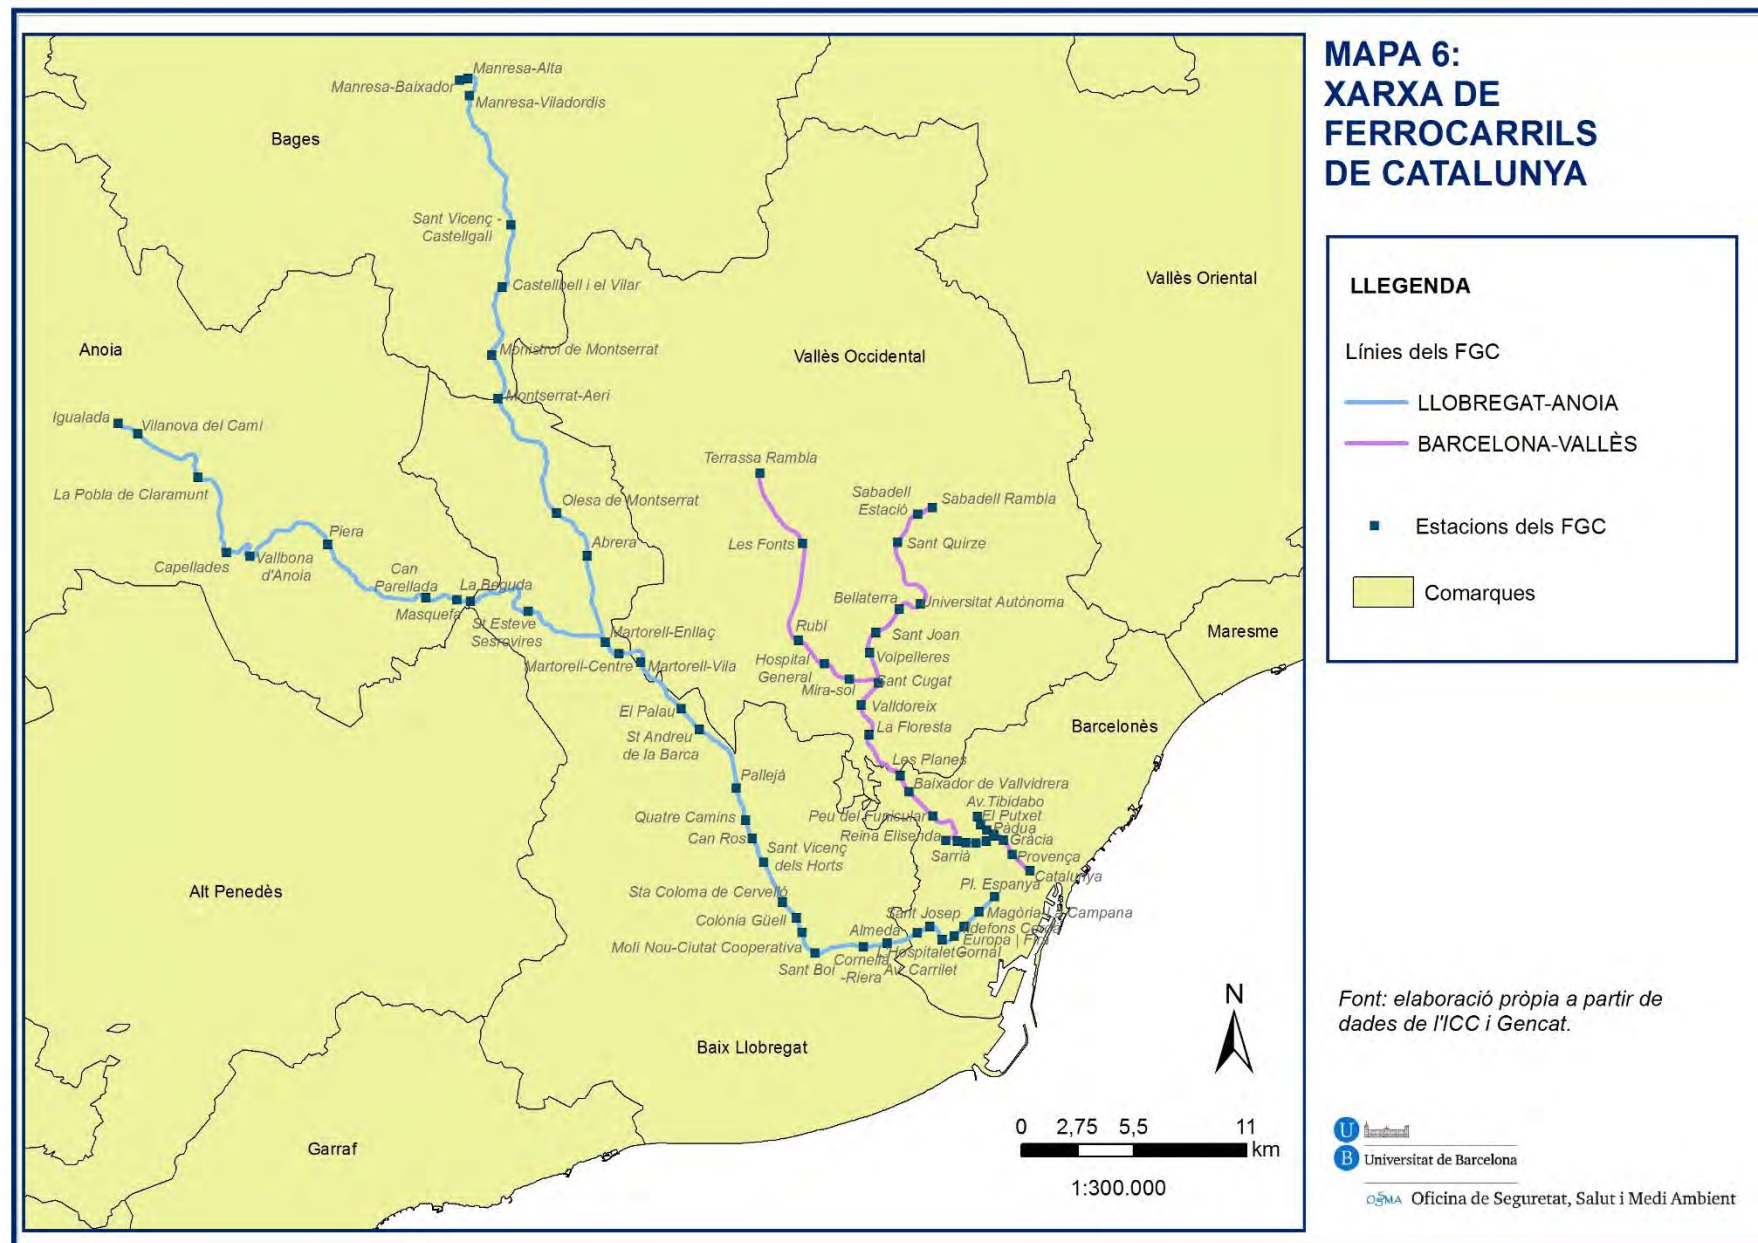 MAPA 6:
XARXA DE
FERROCARRILS
DE CATALUNYA
LLEGENDA
Línies dels FGC
LLOBREGAT-ANOIA
BARCELONA-VALLÈS
Estacions dels FGC
Comarques
Manresa-Alta
Manresa-Baixador
Manresa-Viladordis
Bages
Sant Vicenç -
Castellgalí
Castellbell i el Vilar
Vallès Oriental
Anoia
Monistrol de Montserrat
Vallès Occidental
Montserrat-Aeri
Igualada
Vilanova del Camí
Terrassa Rambla
La Pobla de Claramunt
Olesa de Montserrat
Sabadell
Estació
Sabadell Rambla
Piera
Abrera
Les Fonts
Sant Quirze
Capellades
Vallbona
d'Anoia
Can
Parellada
La Beguda
Masquefa
St Esteve
Sesrovires
Bellaterra
Universitat Autònoma
Martorell-Enllaç
Martorell-Centre
Martorell-Vila
Rubí
Sant Joan
Volpelleres
Maresme
Hospital
General
Mira-sol
Sant Cugat
Valldoreix
El Palau
La Floresta
Barcelonès
St Andreu
de la Barca
Les Planes
Pallejà
Baixador de Vallvidrera
Av.Tibidabo
Quatre Camins
Peu del Funicular
El Putxet
Pàdua
Can Ros
Reina Elisenda
Gràcia
Sant Vicenç
dels Horts
Sarrià
Provença
Catalunya
Alt Penedès
Sta Coloma de Cervelló
Pl. Espanya
Colònia Güell
Sant Josep
Magòria-La Campana
Almeda
Ildefons Cerdà
Molí Nou-Ciutat Cooperativa
Europa | Fira
L'Hospitalet
Av. Carrilet
Gornal
Sant Boi
Cornellà
-Riera
Baix Llobregat
Garraf
N
0 2,75 5,5 11
km
1:300.000
Font: elaboració pròpia a partir de
dades de l'ICC i Gencat.
U
B
Universitat de Barcelona
OSSMA Oficina de Seguretat, Salut i Medi Ambient